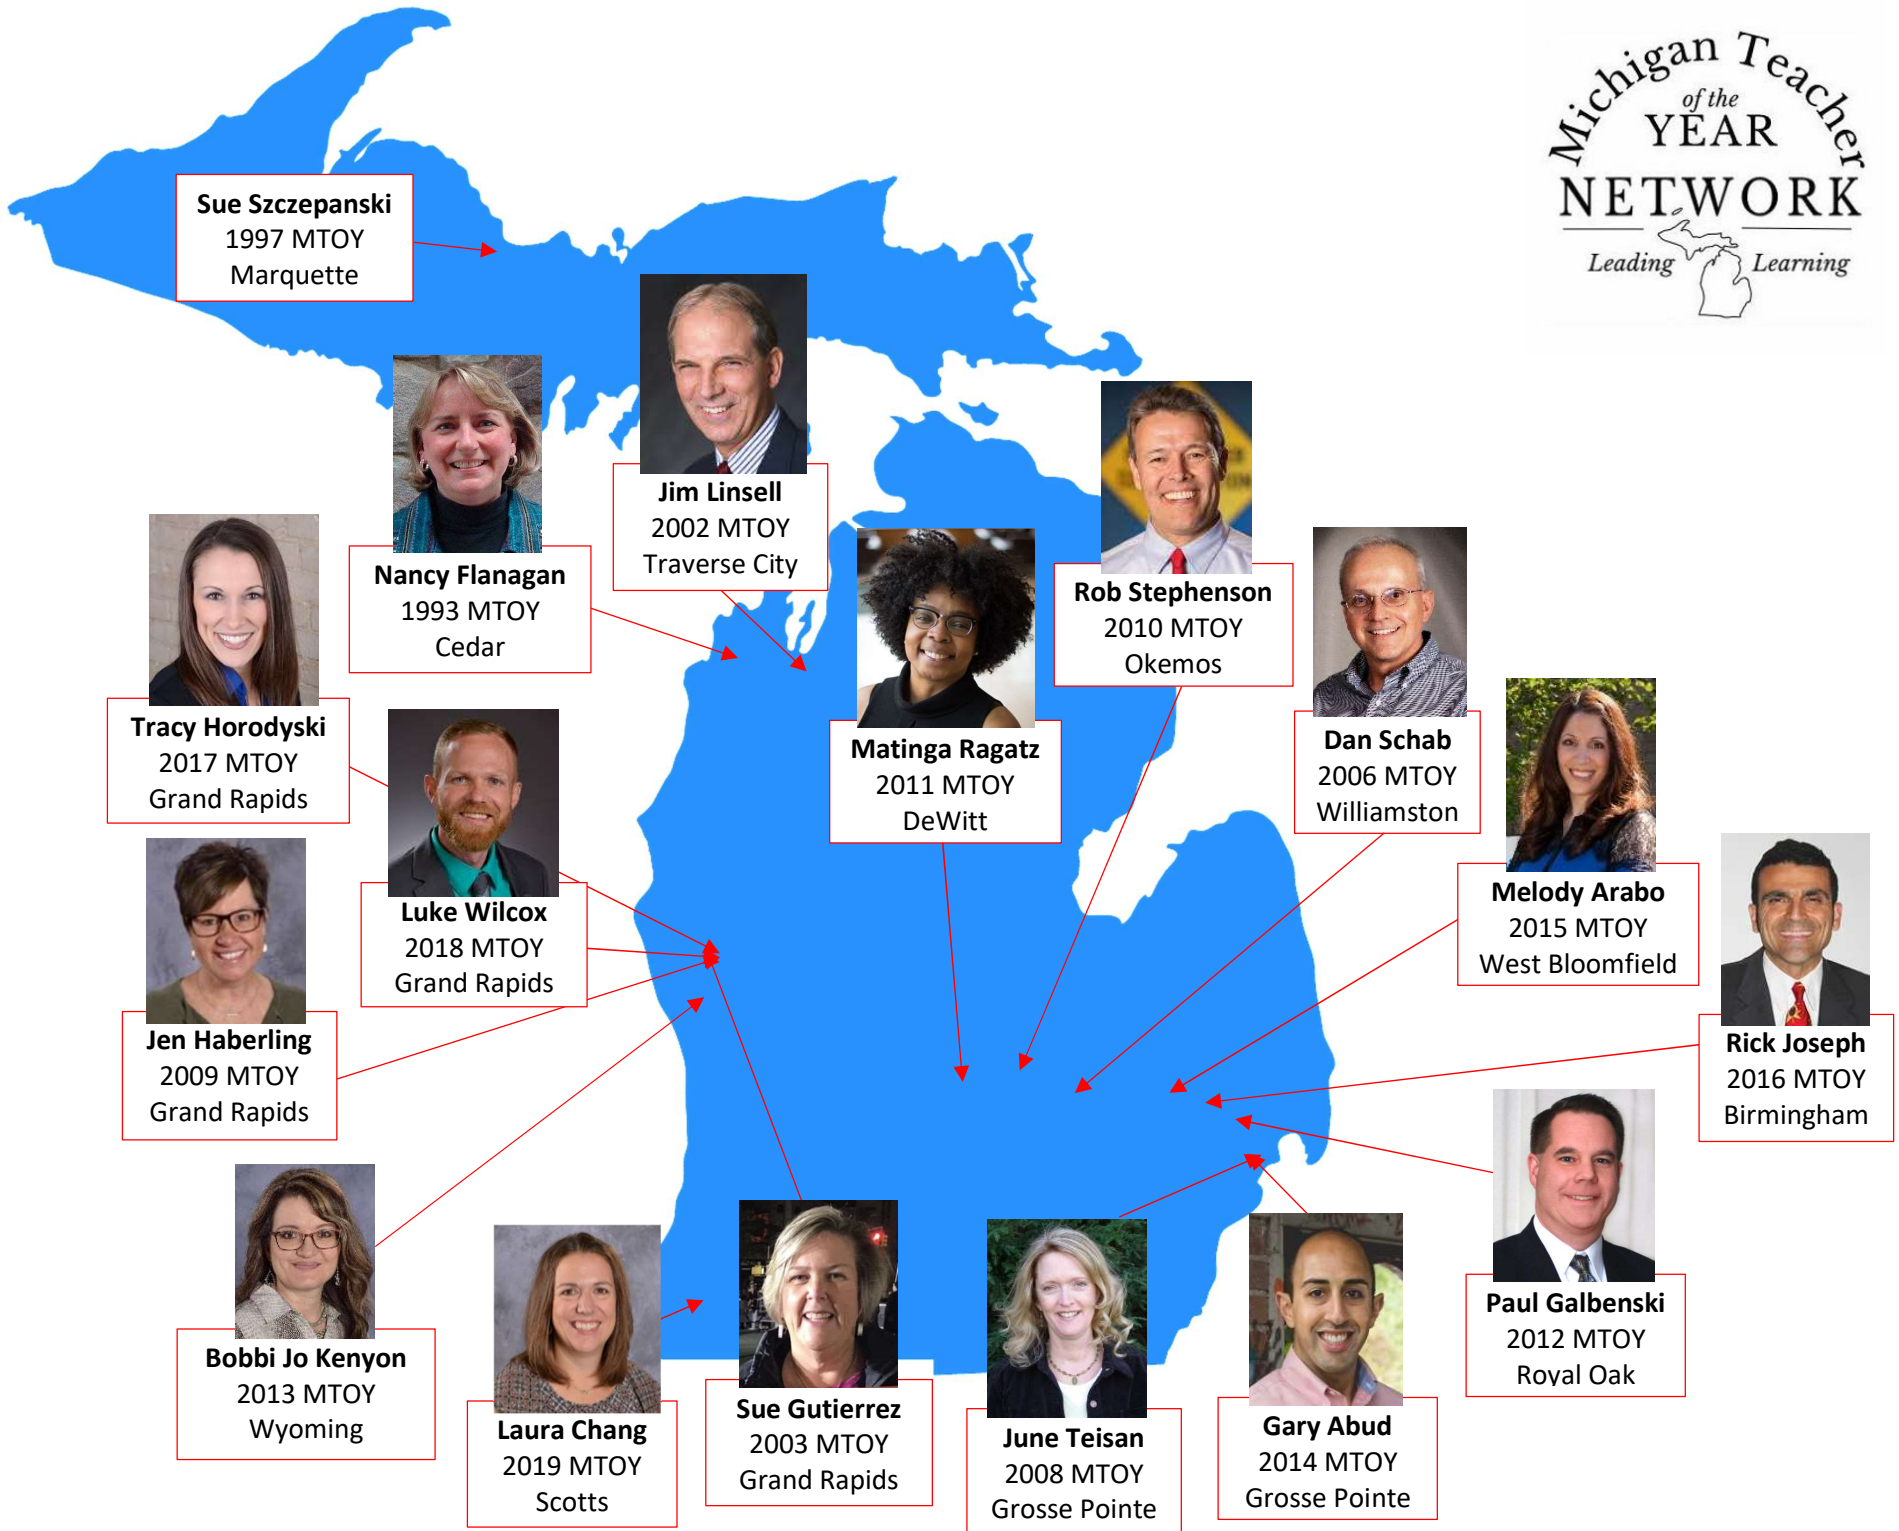 Michigan Teacher
of the
YEAR
NETWORK
Leading Learning
Sue Szczepanski
1997 MTOY
Marquette
Jim Linsell
2002 MTOY
Traverse City
Nancy Flanagan
1993 MTOY
Cedar
Rob Stephenson
2010 MTOY
Okemos
Tracy Horodyski
2017 MTOY
Grand Rapids
Matinga Ragatz
2011 MTOY
DeWitt
Dan Schab
2006 MTOY
Williamston
Luke Wilcox
2018 MTOY
Grand Rapids
Melody Arabo
2015 MTOY
West Bloomfield
Jen Haberling
2009 MTOY
Grand Rapids
Rick Joseph
2016 MTOY
Birmingham
Bobbi Jo Kenyon
2013 MTOY
Wyoming
Laura Chang
2019 MTOY
Scotts
Sue Gutierrez
2003 MTOY
Grand Rapids
June Teisan
2008 MTOY
Grosse Pointe
Gary Abud
2014 MTOY
Grosse Pointe
Paul Galbenski
2012 MTOY
Royal Oak